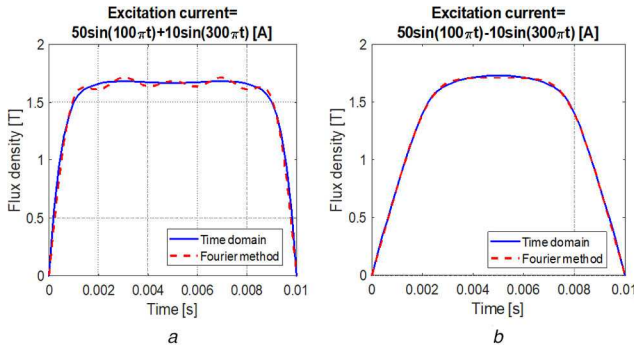 Excitation current=
50sin(100πt)+10sin(300πt) [A]
2
1.5
1
0.5
0
Flux density [T]
Time domain
Fourier method
0 0.002 0.004 0.006 0.008 0.01
Time [s]
a
Excitation current=
50sin(100πt)-10sin(300πt) [A]
2
1.5
1
0.5
0
Flux density [T]
Time domain
Fourier method
0 0.002 0.004 0.006 0.008 0.01
Time [s]
b